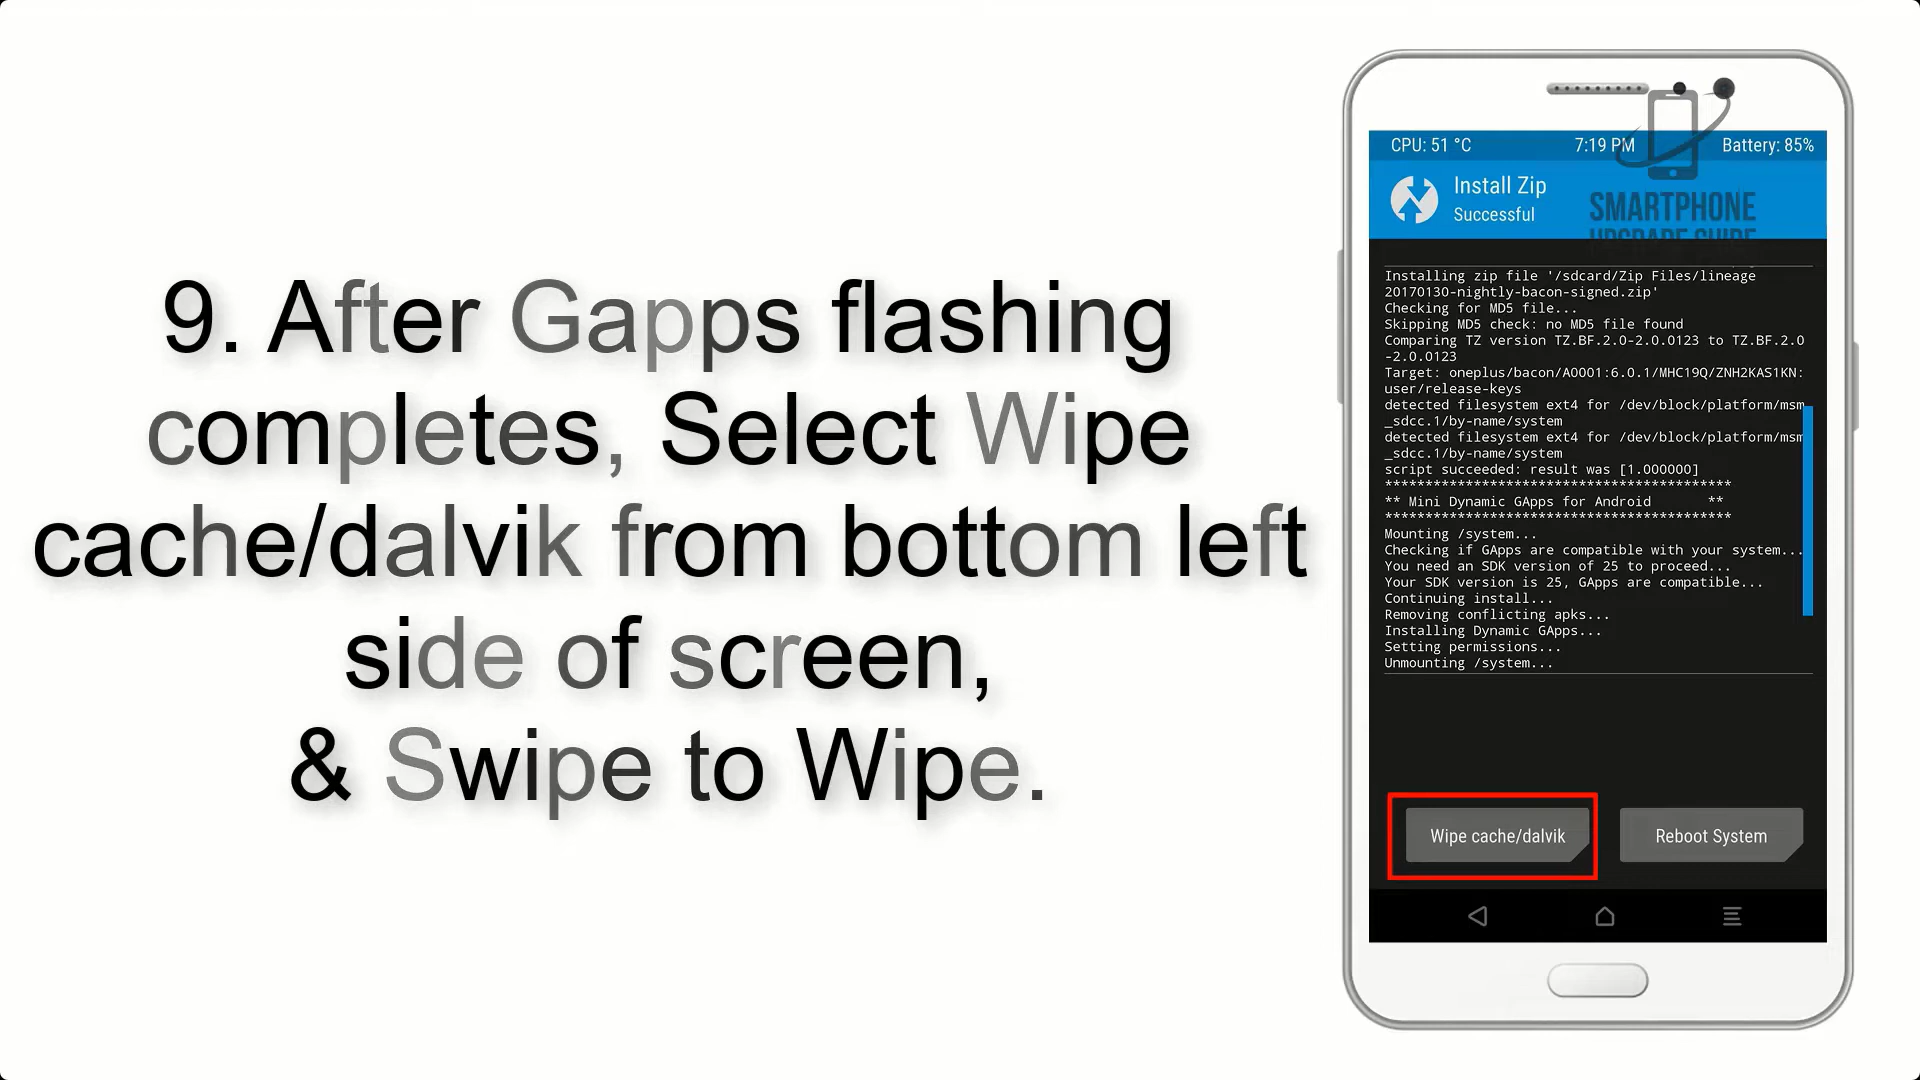 9. After Gapps flashing
completes, Select Wipe
cache/dalvik from bottom left
side of screen,
& Swipe to Wipe.
CPU: 51 °C 7:19 PM Battery: 85%
Install Zip
Successful
SMARTPHONE
UPGRADE GUIDE
Installing zip file '/sdcard/Zip Files/lineage
20170130-nightly-bacon-signed.zip'
Checking for MD5 file...
Skipping MD5 check: no MD5 file found
Comparing TZ version TZ.BF.2.0-2.0.0123 to TZ.BF.2.0
-2.0.0123
Target: oneplus/bacon/A0001:6.0.1/MHC19Q/ZNH2KAS1KN:
user/release-keys
detected filesystem ext4 for /dev/block/platform/msm
_sdcc.1/by-name/system
detected filesystem ext4 for /dev/block/platform/msm
_sdcc.1/by-name/system
script succeeded: result was [1.000000]
*******************************************
** Mini Dynamic GApps for Android **
*******************************************
Mounting /system...
Checking if GApps are compatible with your system...
You need an SDK version of 25 to proceed...
Your SDK version is 25, GApps are compatible...
Continuing install...
Removing conflicting apks...
Installing Dynamic GApps...
Setting permissions...
Unmounting /system...
Wipe cache/dalvik Reboot System